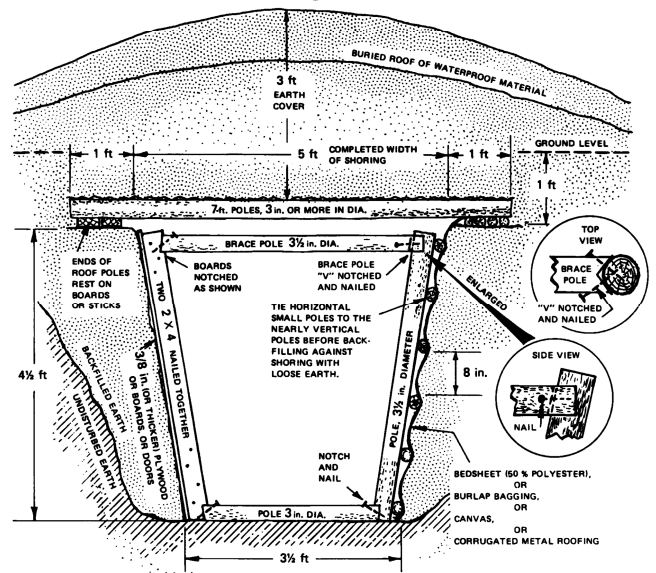 BURIED ROOF OF WATERPROOF MATERIAL
3 ft
EARTH
COVER
GROUND LEVEL
1 ft
5 ft
COMPLETED WIDTH
OF SHORING
1 ft
1 ft
7-ft. POLES, 3 in. OR MORE IN DIA.
BRACE POLE 3½ in. DIA.
ENDS OF
ROOF POLES
REST ON
BOARDS
OR STICKS
BOARDS
NOTCHED
AS SHOWN
BRACE POLE
"V" NOTCHED
AND NAILED
TOP
VIEW
BRACE
POLE
"V" NOTCHED
AND NAILED
ENLARGED
TIE HORIZONTAL
SMALL POLES TO THE
NEARLY VERTICAL
POLES BEFORE BACK-
FILLING AGAINST
SHORING WITH
LOOSE EARTH.
TWO 2 X 4 NAILED TOGETHER
3/8 in. (OR THICKER) PLYWOOD
OR BOARDS, OR DOORS
BACKFILLED EARTH
UNDISTURBED EARTH
4½ ft
POLE, 3½ in. DIAMETER
8 in.
SIDE VIEW
NAIL
NOTCH
AND
NAIL
BEDSHEET (50 % POLYESTER),
OR
BURLAP BAGGING,
OR
CANVAS,
OR
CORRUGATED METAL ROOFING
POLE 3 in. DIA.
3½ ft